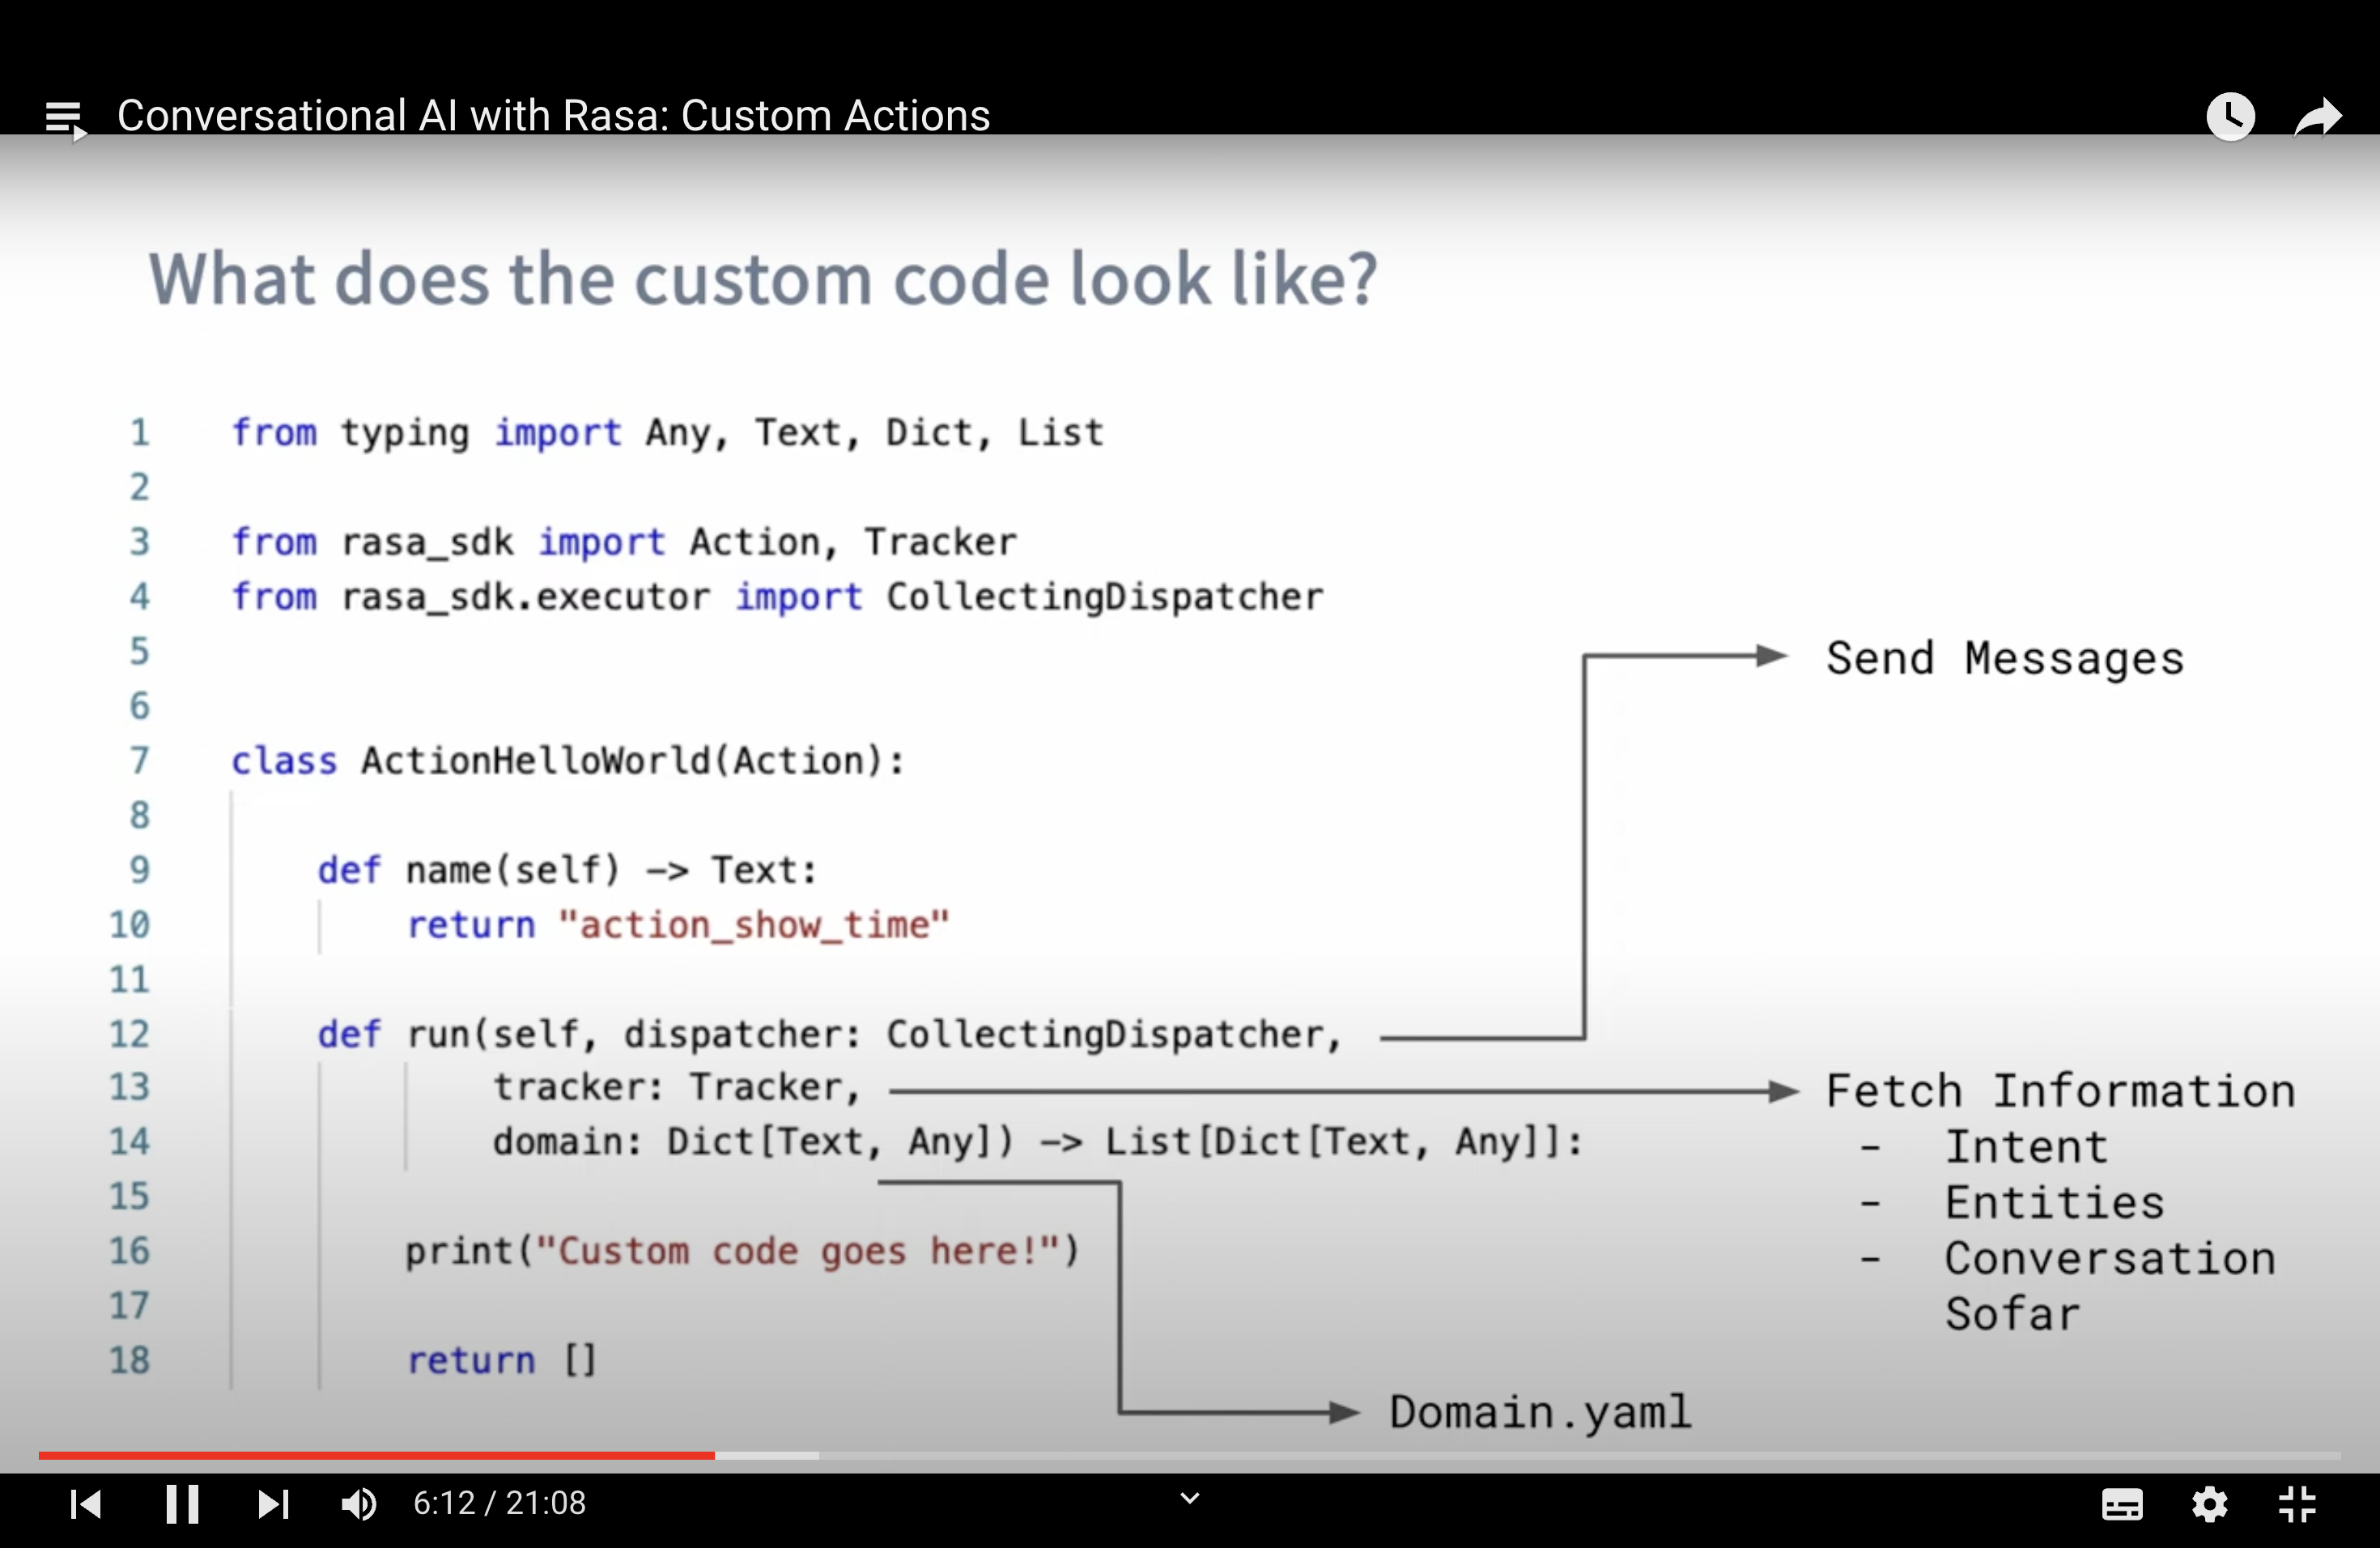 Conversational AI with Rasa: Custom Actions
What does the custom code look like?
1 from typing import Any, Text, Dict, List
2
3 from rasa_sdk import Action, Tracker
4 from rasa_sdk.executor import CollectingDispatcher
5
Send Messages
6
7 class ActionHelloWorld(Action):
8
9 def name(self) -> Text:
10 return "action_show_time"
11
12 def run(self, dispatcher: CollectingDispatcher,
13 tracker: Tracker,
14 domain: Dict[Text, Any]) -> List[Dict[Text, Any]]:
15
16 print("Custom code goes here!")
17
18 return []
Fetch Information
- Intent
- Entities
- Conversation
Sofar
Domain.yaml
6:12 / 21:08